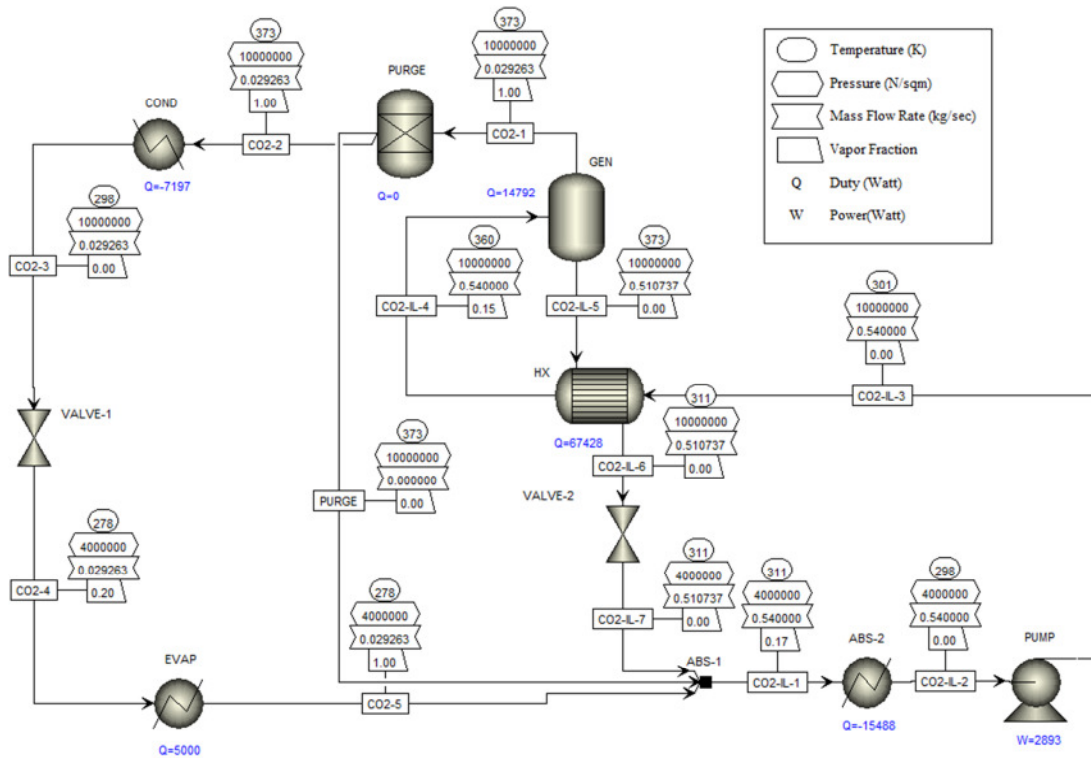 373
10000000
0.029263
1.00
CO2-2
COND
Q=-7197
PURGE
Q=0
373
10000000
0.029263
1.00
CO2-1
GEN
Q=14792
Temperature (K)
Pressure (N/sqm)
Mass Flow Rate (kg/sec)
Vapor Fraction
Q Duty (Watt)
W Power(Watt)
298
10000000
0.029263
0.00
CO2-3
360
10000000
0.540000
0.15
CO2-IL-4
373
10000000
0.510737
0.00
CO2-IL-5
301
10000000
0.540000
0.00
CO2-IL-3
HX
Q=67428
311
10000000
0.510737
0.00
CO2-IL-6
VALVE-1
373
10000000
0.000000
0.00
PURGE
VALVE-2
278
4000000
0.029263
0.20
CO2-4
311
4000000
0.510737
0.00
CO2-IL-7
278
4000000
0.029263
1.00
CO2-5
EVAP
Q=5000
ABS-1
311
4000000
0.540000
0.17
CO2-IL-1
ABS-2
Q=-15488
298
4000000
0.540000
0.00
CO2-IL-2
PUMP
W=2893